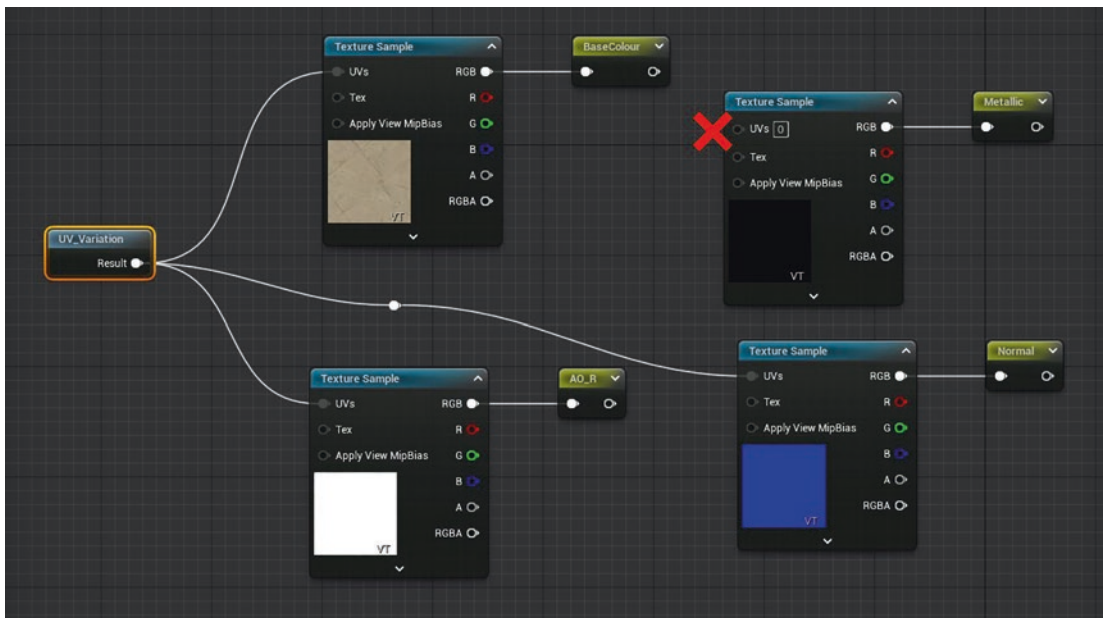 Texture Sample
UVs RGB
Tex R
Apply View MipBias G
B
A
RGBA
VT
BaseColour
Texture Sample
UVs 0 RGB
Tex R
Apply View MipBias G
B
A
RGBA
VT
Metallic
UV_Variation
Result
Texture Sample
UVs RGB
Tex R
Apply View MipBias G
B
A
RGBA
VT
AO_R
Texture Sample
UVs RGB
Tex R
Apply View MipBias G
B
A
RGBA
VT
Normal